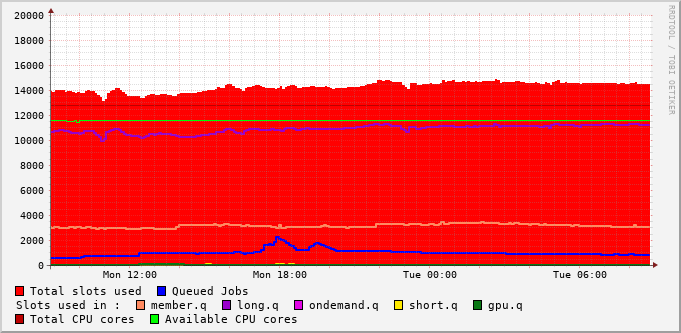 20000
18000
16000
14000
12000
10000
8000
6000
4000
2000
0
Mon 12:00 Mon 18:00 Tue 00:00 Tue 06:00
RRDTOOL / TOBI OETIKER
Total slots used Queued Jobs
Slots used in : member.q long.q ondemand.q short.q gpu.q
Total CPU cores Available CPU cores